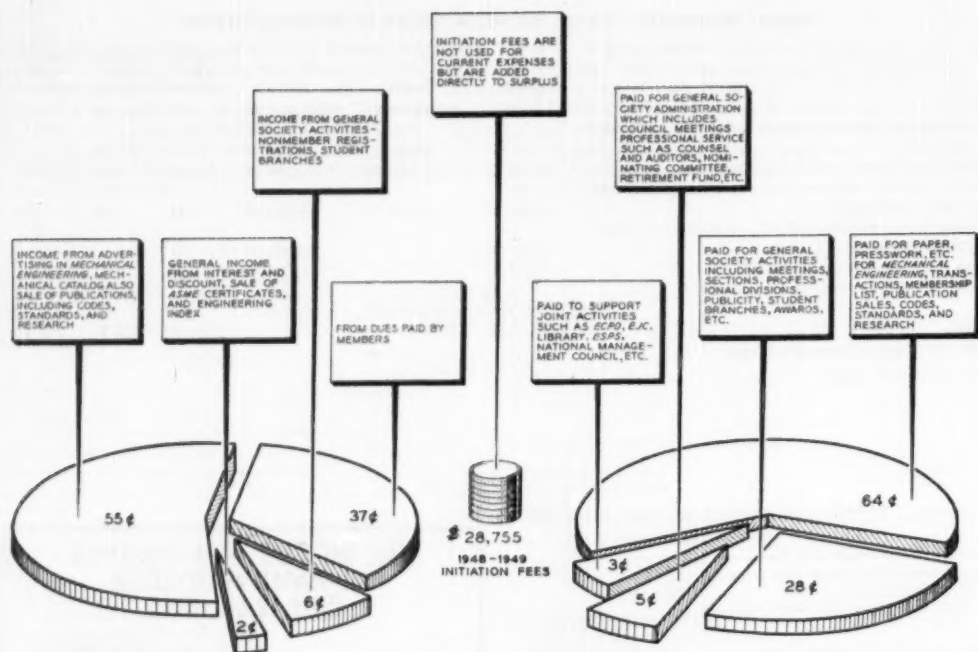 INITIATION FEES ARE
NOT USED FOR
CURRENT EXPENSES
BUT ARE ADDED
DIRECTLY TO SURPLUS
INCOME FROM GENERAL
SOCIETY ACTIVITIES-
NONMEMBER REGIS-
TRATIONS, STUDENT
BRANCHES
PAID FOR GENERAL SO-
CIETY ADMINISTRATION
WHICH INCLUDES
COUNCIL MEETINGS
PROFESSIONAL SERVICE
SUCH AS COUNSEL
AND AUDITORS, NOMI-
NATING COMMITTEE,
RETIREMENT FUND, ETC.
INCOME FROM ADVER-
TISING IN MECHANICAL
ENGINEERING, MECH-
ANICAL CATALOG ALSO
SALE OF PUBLICATIONS,
INCLUDING CODES,
STANDARDS, AND
RESEARCH
GENERAL INCOME
FROM INTEREST AND
DISCOUNT, SALE OF
ASME CERTIFICATES,
AND ENGINEERING
INDEX
FROM DUES PAID BY
MEMBERS
PAID TO SUPPORT
JOINT ACTIVITIES
SUCH AS ECPD, EJC,
LIBRARY, ESPS,
NATIONAL MANAGE-
MENT COUNCIL, ETC.
PAID FOR GENERAL
SOCIETY ACTIVITIES
INCLUDING MEETINGS,
SECTIONS, PROFES-
SIONAL DIVISIONS,
PUBLICITY, STUDENT
BRANCHES, AWARDS,
ETC.
PAID FOR PAPER,
PRESSWORK, ETC.
FOR MECHANICAL
ENGINEERING, TRANS-
ACTIONS, MEMBERSHIP
LIST, PUBLICATION
SALES, CODES,
STANDARDS, AND
RESEARCH
55¢
37¢
6¢
2¢
$ 28,755
1948-1949
INITIATION FEES
64¢
3¢
5¢
28¢